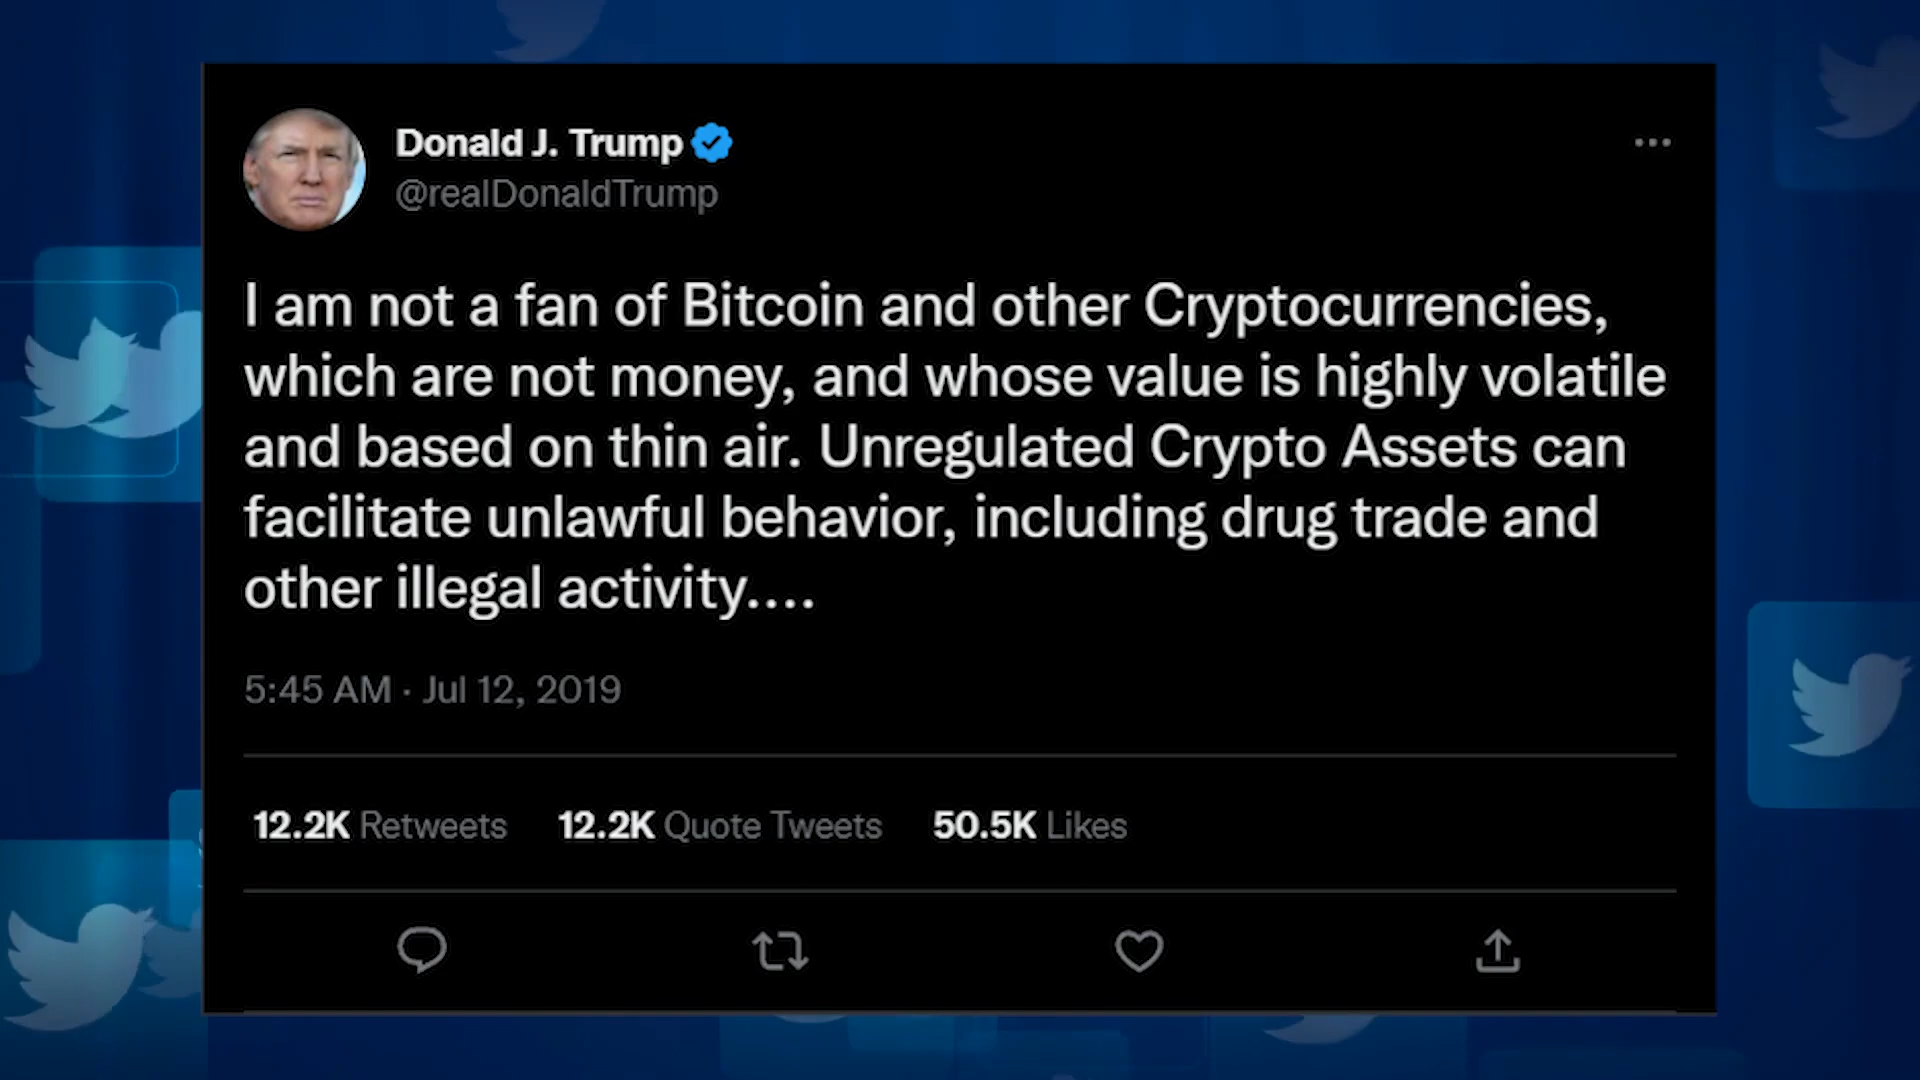 Donald J. Trump
@realDonaldTrump
I am not a fan of Bitcoin and other Cryptocurrencies,
which are not money, and whose value is highly volatile
and based on thin air. Unregulated Crypto Assets can
facilitate unlawful behavior, including drug trade and
other illegal activity....
5:45 AM · Jul 12, 2019
12.2K Retweets 12.2K Quote Tweets 50.5K Likes